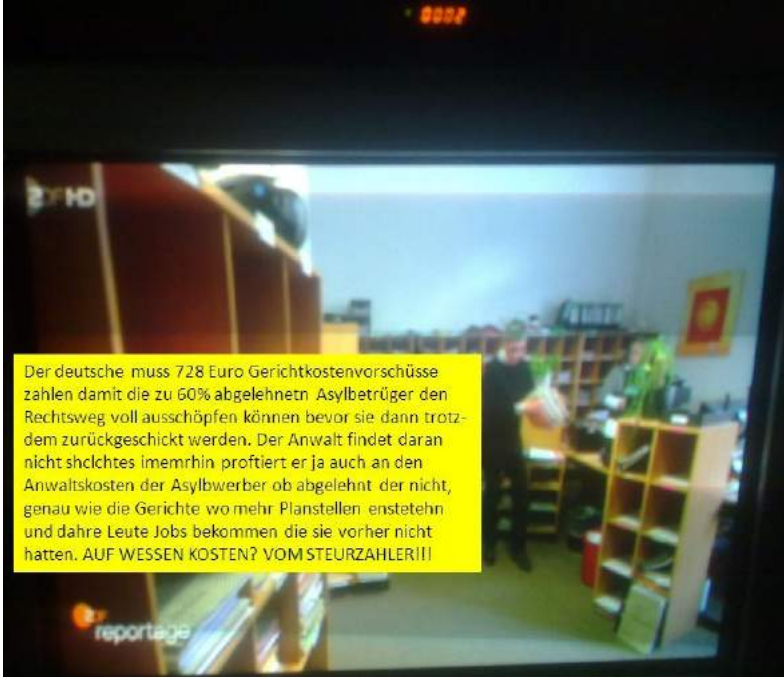 0002
ZDF HD
Der deutsche muss 728 Euro Gerichtkostenvorschüsse
zahlen damit die zu 60% abgelehnetn Asylbetrüger den
Rechtsweg voll ausschöpfen können bevor sie dann trotz-
dem zurückgeschickt werden. Der Anwalt findet daran
nicht shclchtes imemrhin proftiert er ja auch an den
Anwaltskosten der Asylbwerber ob abgelehnt der nicht,
genau wie die Gerichte wo mehr Planstellen enstetehn
und dahre Leute Jobs bekommen die sie vorher nicht
hatten. AUF WESSEN KOSTEN? VOM STEURZAHLER!!!
ZDF
reportage